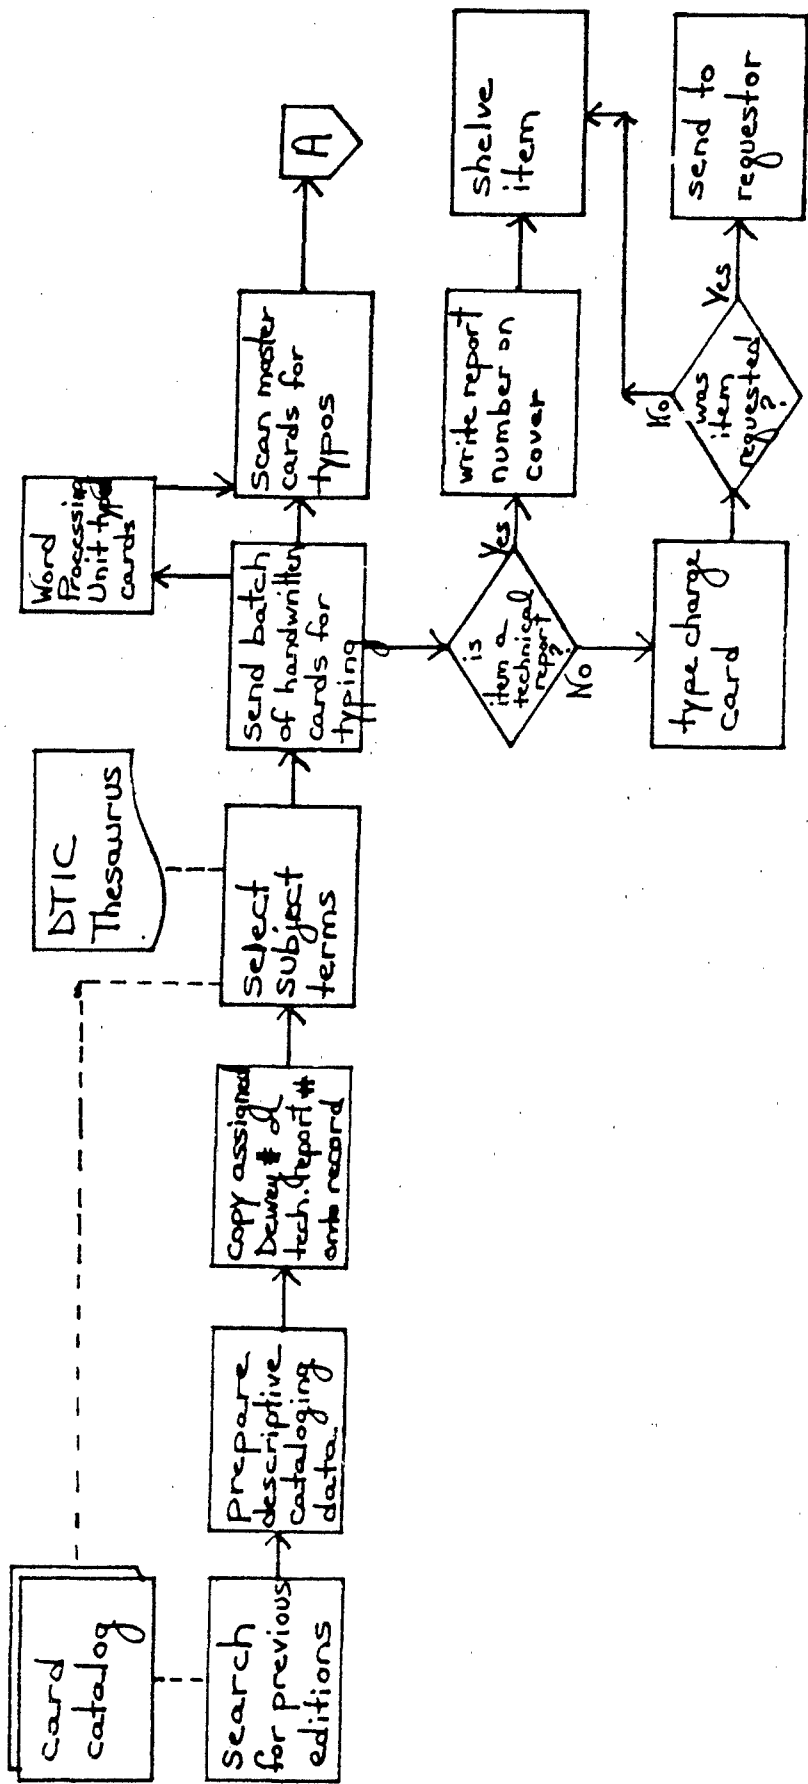 Card
catalog
Search
for previous
editions
Prepare
descriptive
cataloging
data
Copy assigned
Dewey # or
tech. report #
onto record
Select
subject
terms
DTIC
Thesaurus
Send batch
of handwritten
cards for
typing
Word
Processing
Unit types
cards
Scan master
cards for
typos
A
is
item a
technical
report?
Yes
No
write report
number on
cover
shelve
item
type charge
card
was
item
requested
?
No
Yes
send to
requestor